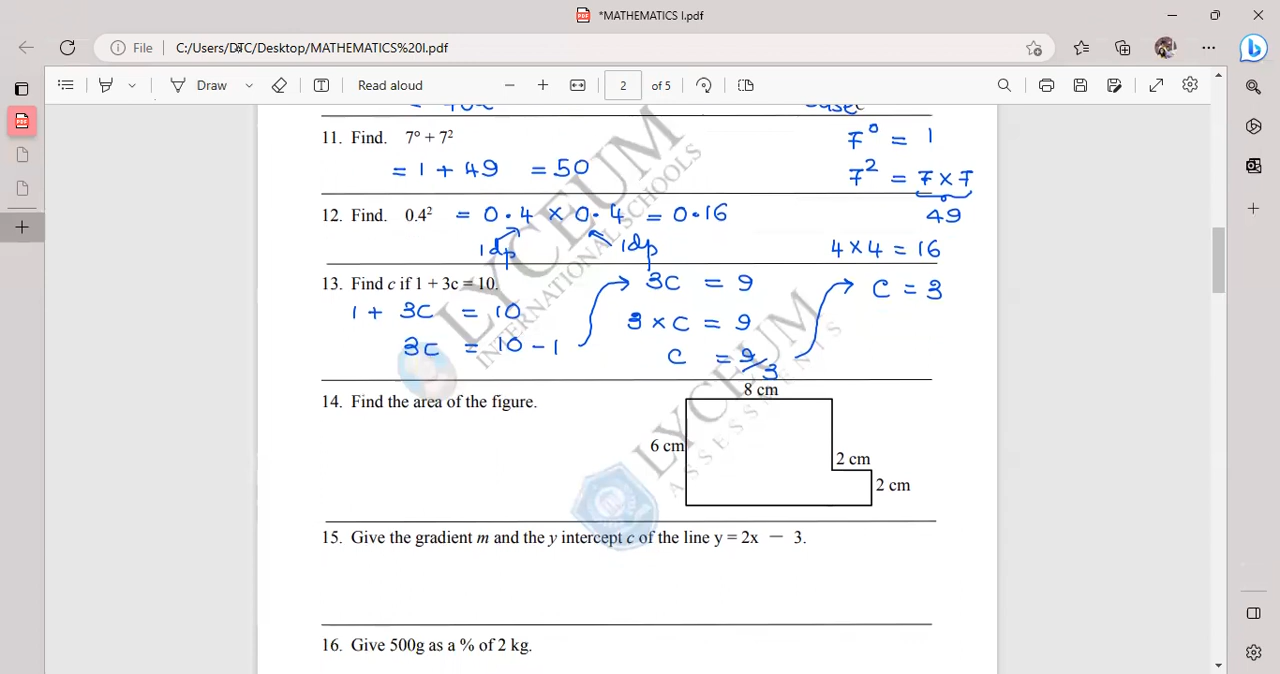 *MATHEMATICS I.pdf
File C:/Users/DTC/Desktop/MATHEMATICS%20I.pdf
Draw Read aloud 2 of 5
11. Find. 7⁰ + 7²
= 1 + 49 = 50
7⁰ = 1
7² = 7 × 7
49
12. Find. 0.4² = 0.4 × 0.4 = 0.16
1dp 1dp
4 × 4 = 16
13. Find c if 1 + 3c = 10.
1 + 3c = 10
3c = 10 - 1
3c = 9
3 × c = 9
c = 9/3
c = 3
14. Find the area of the figure.
8 cm
6 cm
2 cm
2 cm
15. Give the gradient m and the y intercept c of the line y = 2x − 3.
16. Give 500g as a % of 2 kg.
LYCEUM
INTERNATIONAL SCHOOLS
LYCEUM
ASSESSMENTS